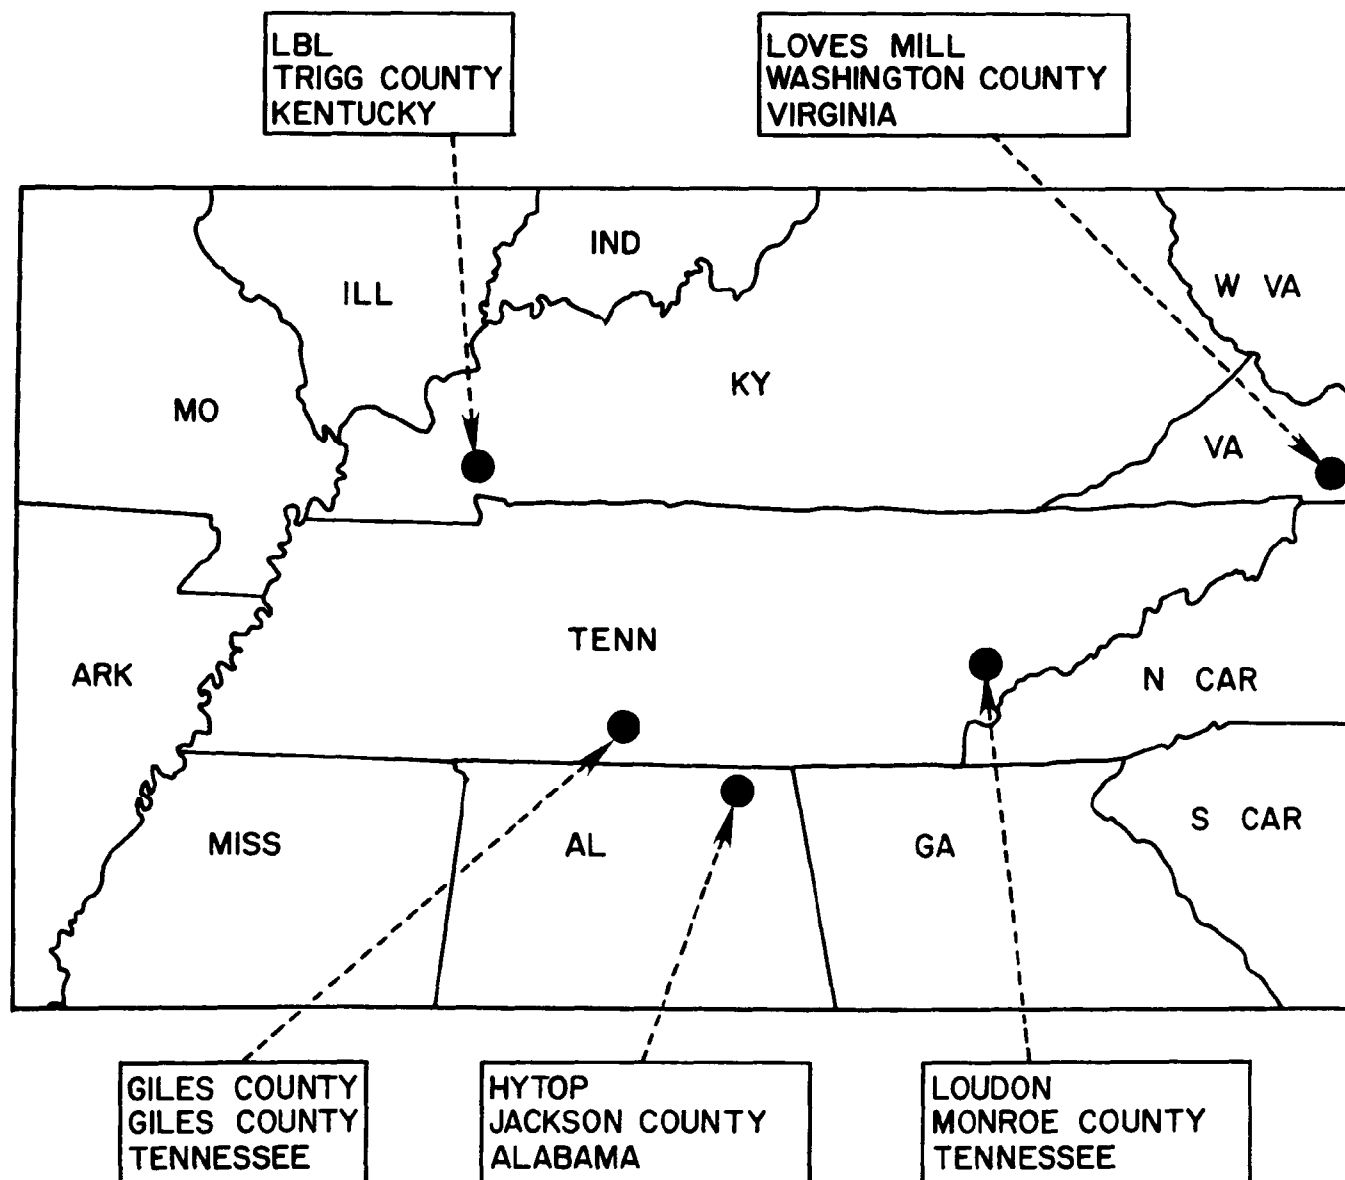 LBL
TRIGG COUNTY
KENTUCKY
LOVES MILL
WASHINGTON COUNTY
VIRGINIA
IND
ILL
W VA
KY
MO
VA
TENN
ARK
N CAR
MISS
AL
GA
S CAR
GILES COUNTY
GILES COUNTY
TENNESSEE
HYTOP
JACKSON COUNTY
ALABAMA
LOUDON
MONROE COUNTY
TENNESSEE